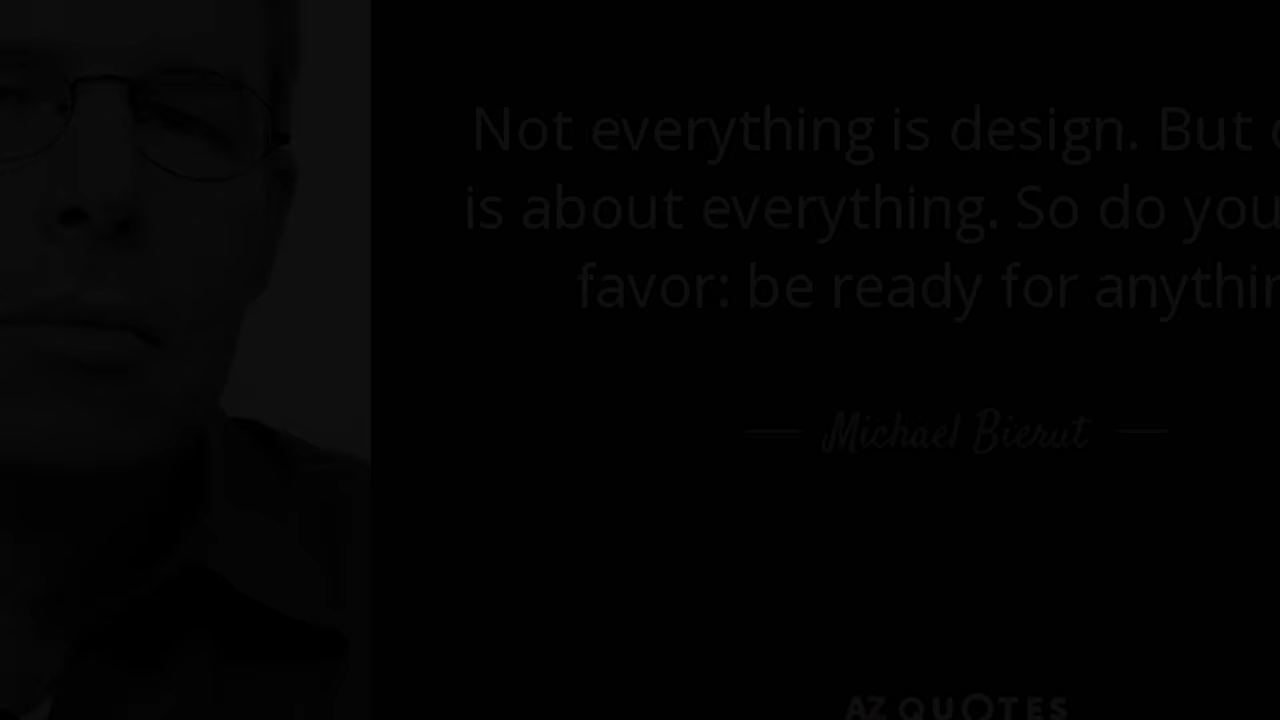 Not everything is design. But
is about everything. So do you
favor: be ready for
Michael Bierut
AZ QUOTES